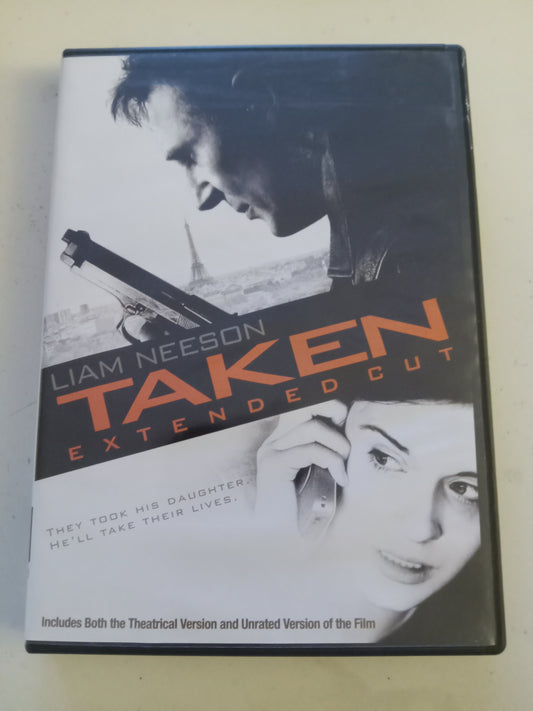 LIAM NEESON
TAKEN
EXTENDED CUT
THEY TOOK HIS DAUGHTER.
HE'LL TAKE THEIR LIVES.
Includes Both the Theatrical Version and Unrated Version of the Film